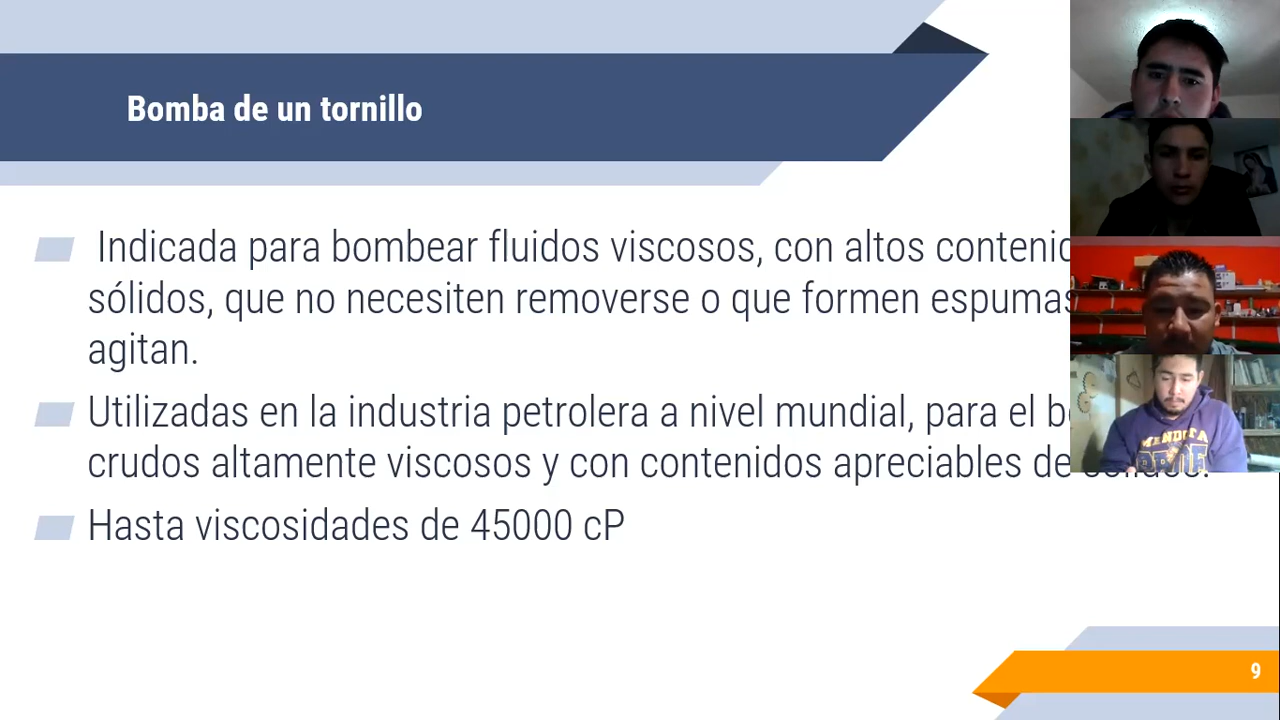 Bomba de un tornillo
Indicada para bombear fluidos viscosos, con altos
sólidos, que no necesiten removerse o que formen espumas
agitan.
Utilizadas en la industria petrolera a nivel mundial, para el
crudos altamente viscosos y con contenidos apreciables de
Hasta viscosidades de 45000 cP
MENDOTA
9